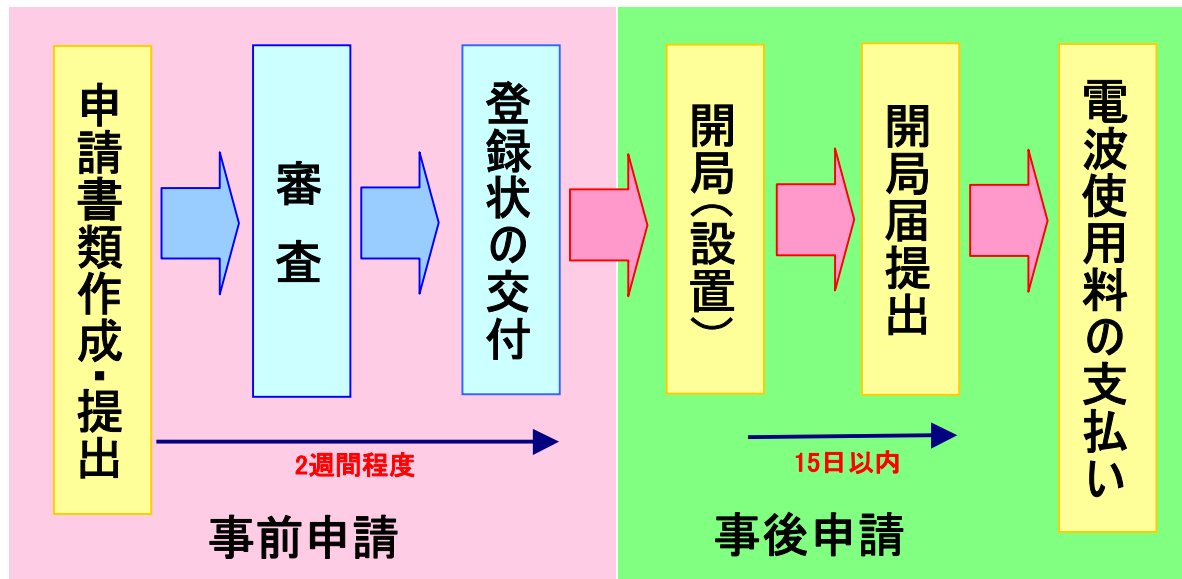 申請書類作成・提出
審査
登録状の交付
開局(設置)
開局届提出
電波使用料の支払い
2週間程度
15日以内
事前申請
事後申請